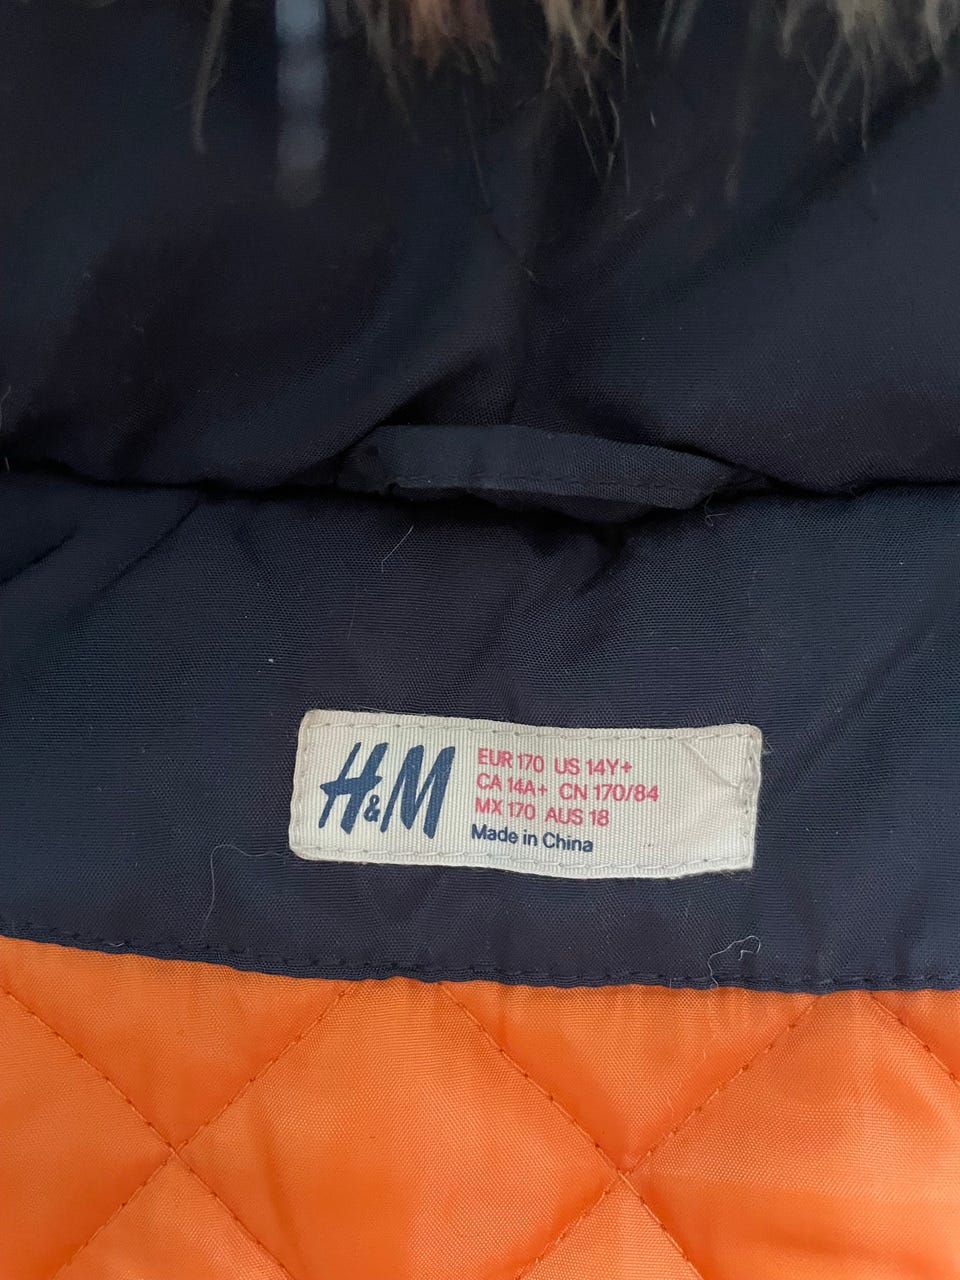 H&M
EUR 170 US 14Y+
CA 14A+ CN 170/84
MX 170 AUS 18
Made in China